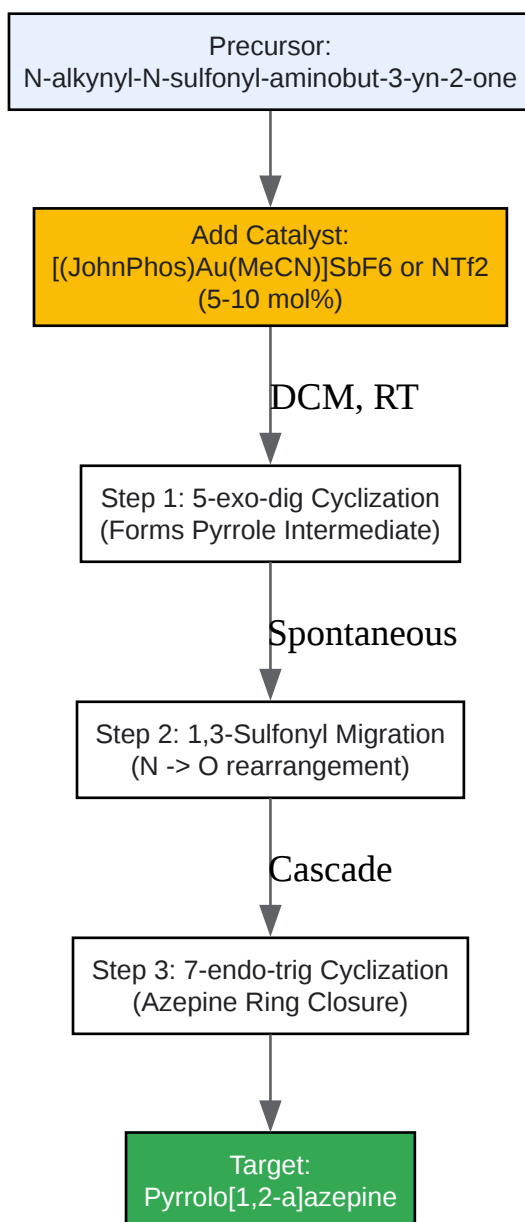 Precursor:
N-alkynyl-N-sulfonyl-aminobut-3-yn-2-one
Add Catalyst:
[(JohnPhos)Au(MeCN)]SbF6 or NTf2
(5-10 mol%)
DCM, RT
Step 1: 5-exo-dig Cyclization
(Forms Pyrrole Intermediate)
Spontaneous
Step 2: 1,3-Sulfonyl Migration
(N -> O rearrangement)
Cascade
Step 3: 7-endo-trig Cyclization
(Azepine Ring Closure)
Target:
Pyrrolo[1,2-a]azepine